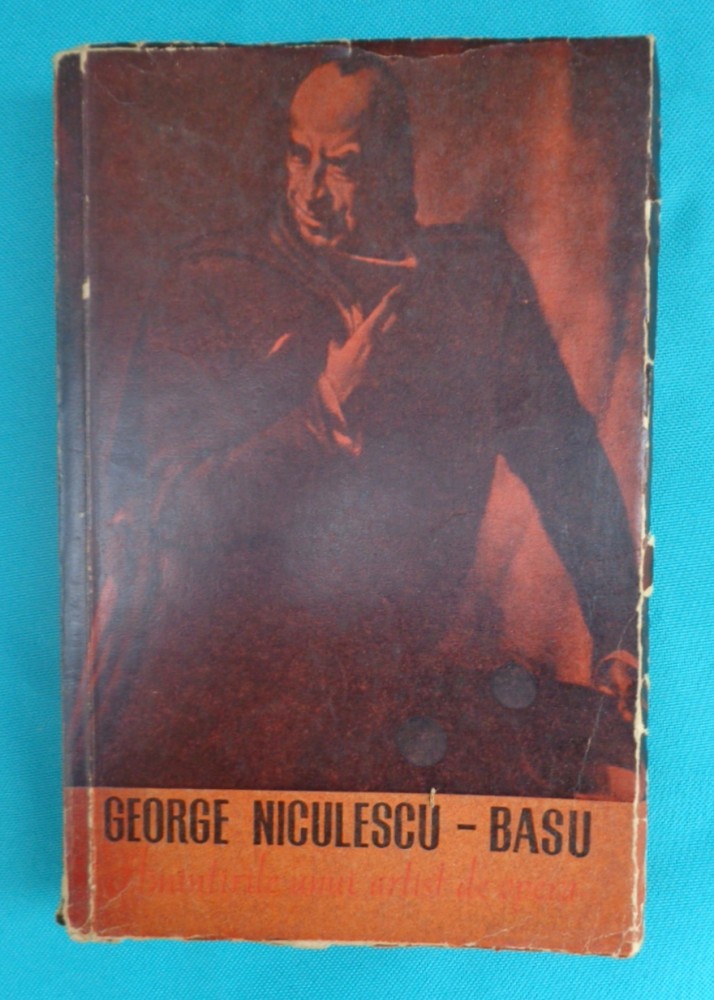 GEORGE NICULESCU - BASU
Amintirile unui artist de operă